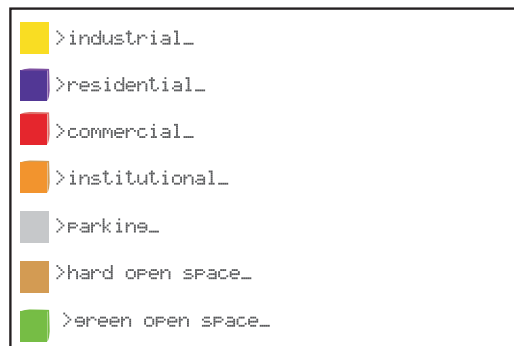 >industrial_
>residential_
>commercial_
>institutional_
>parking_
>hard open space_
>green open space_